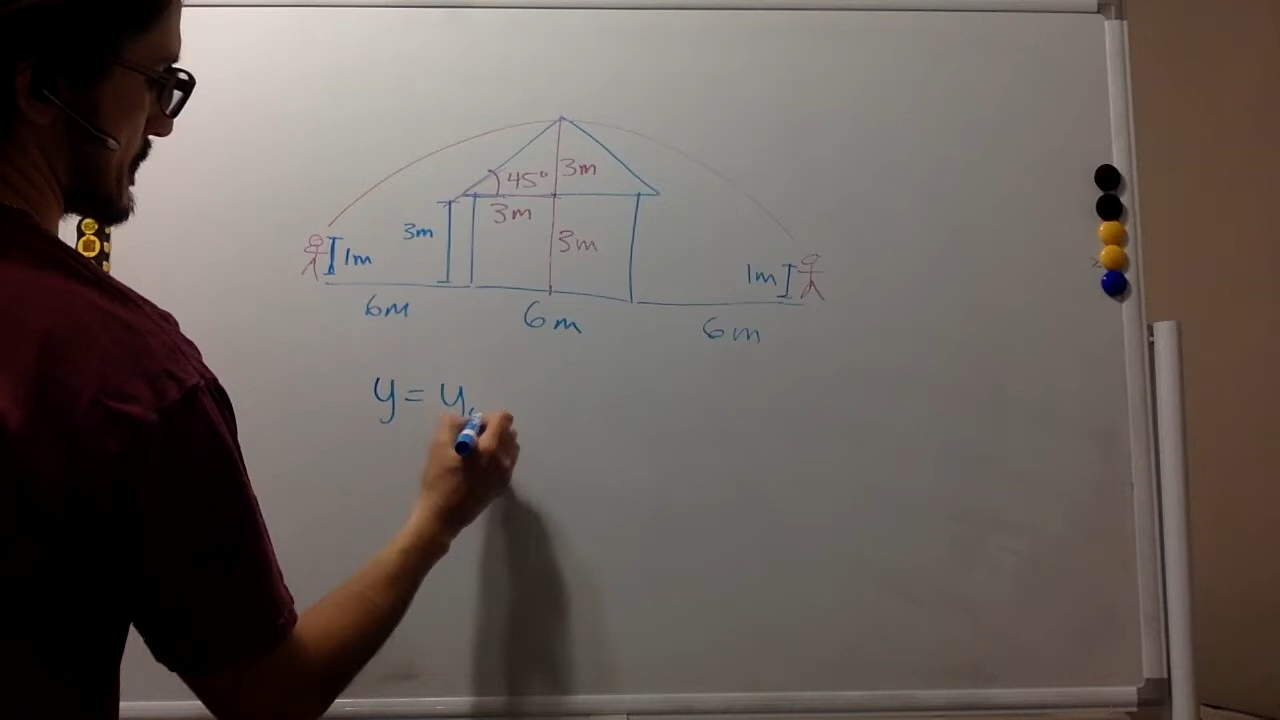 45° 3m
3m
3m 3m
1m 1m
6m 6m 6m
y = y